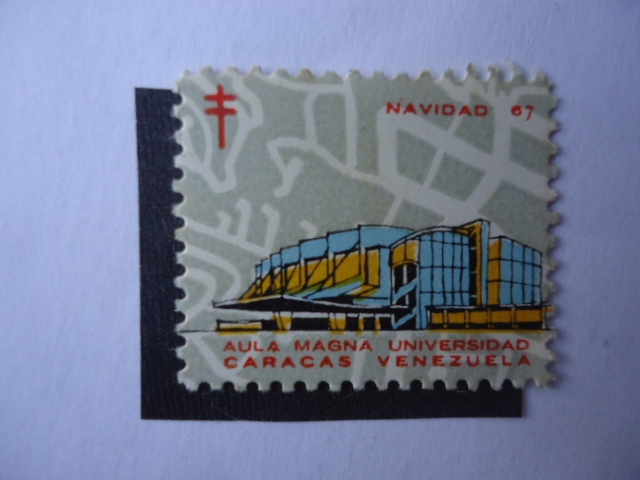 NAVIDAD 67
AULA MAGNA UNIVERSIDAD
CARACAS VENEZUELA